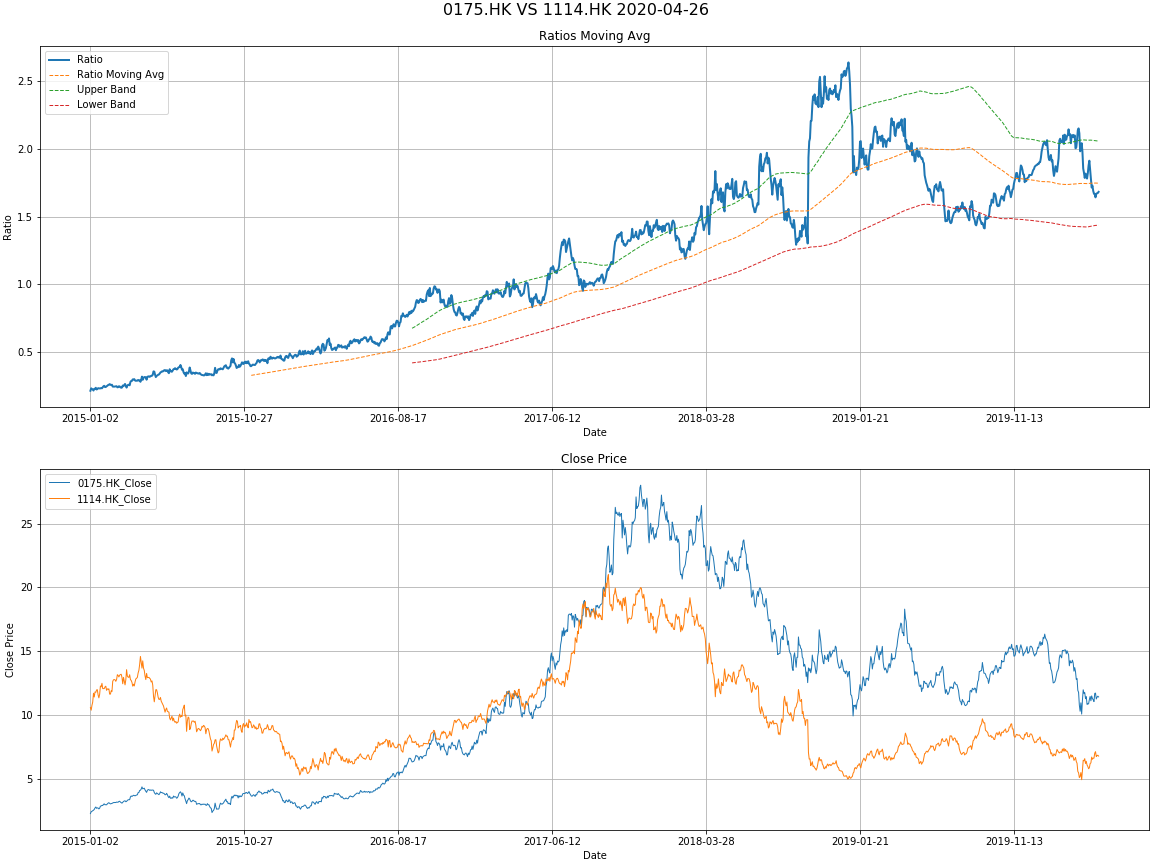 0175.HK VS 1114.HK 2020-04-26
Ratios Moving Avg
Ratio
Ratio Moving Avg
Upper Band
Lower Band
2.5
2.0
1.5
1.0
0.5
Ratio
2015-01-02 2015-10-27 2016-08-17 2017-06-12 2018-03-28 2019-01-21 2019-11-13
Date
Close Price
0175.HK_Close
1114.HK_Close
25
20
15
10
5
Close Price
2015-01-02 2015-10-27 2016-08-17 2017-06-12 2018-03-28 2019-01-21 2019-11-13
Date